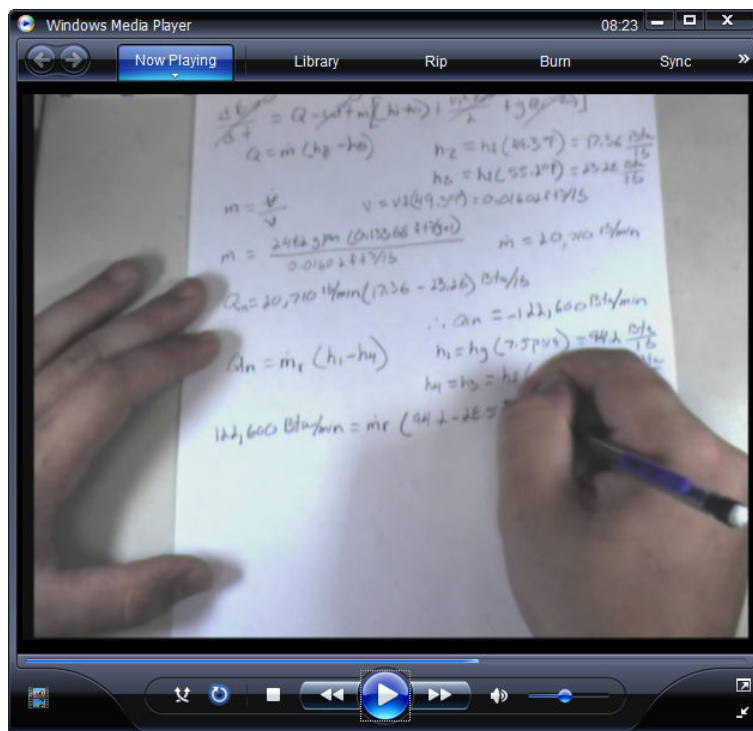 Windows Media Player 08:23
Now Playing Library Rip Burn Sync »
= Q - + ṁ[(
Q = ṁ (h₂ - h₆) h₂ = hf (49.3°F) = 17.36 Btu/lb
hf (55.2°F) = 23.26 Btu/lb
ṁ = V̇/v v = vf(49.3°F) = 0.01602 ft³/lb
ṁ = 2482 gpm (0.13368 ft³/gal) / 0.01602 ft³/lb ṁ = 20,710 lb/min
Qn = 20,710 lb/min (17.36 - 23.26) Btu/lb
∴ Qn = -122,600 Btu/min
Qn = ṁr (h₁ - h₄) h₁ = hg (7.5 psig) = 94.2 Btu/lb
h₄ = h₃ = hf (
122,600 Btu/min = ṁr (94.2 - 28.5